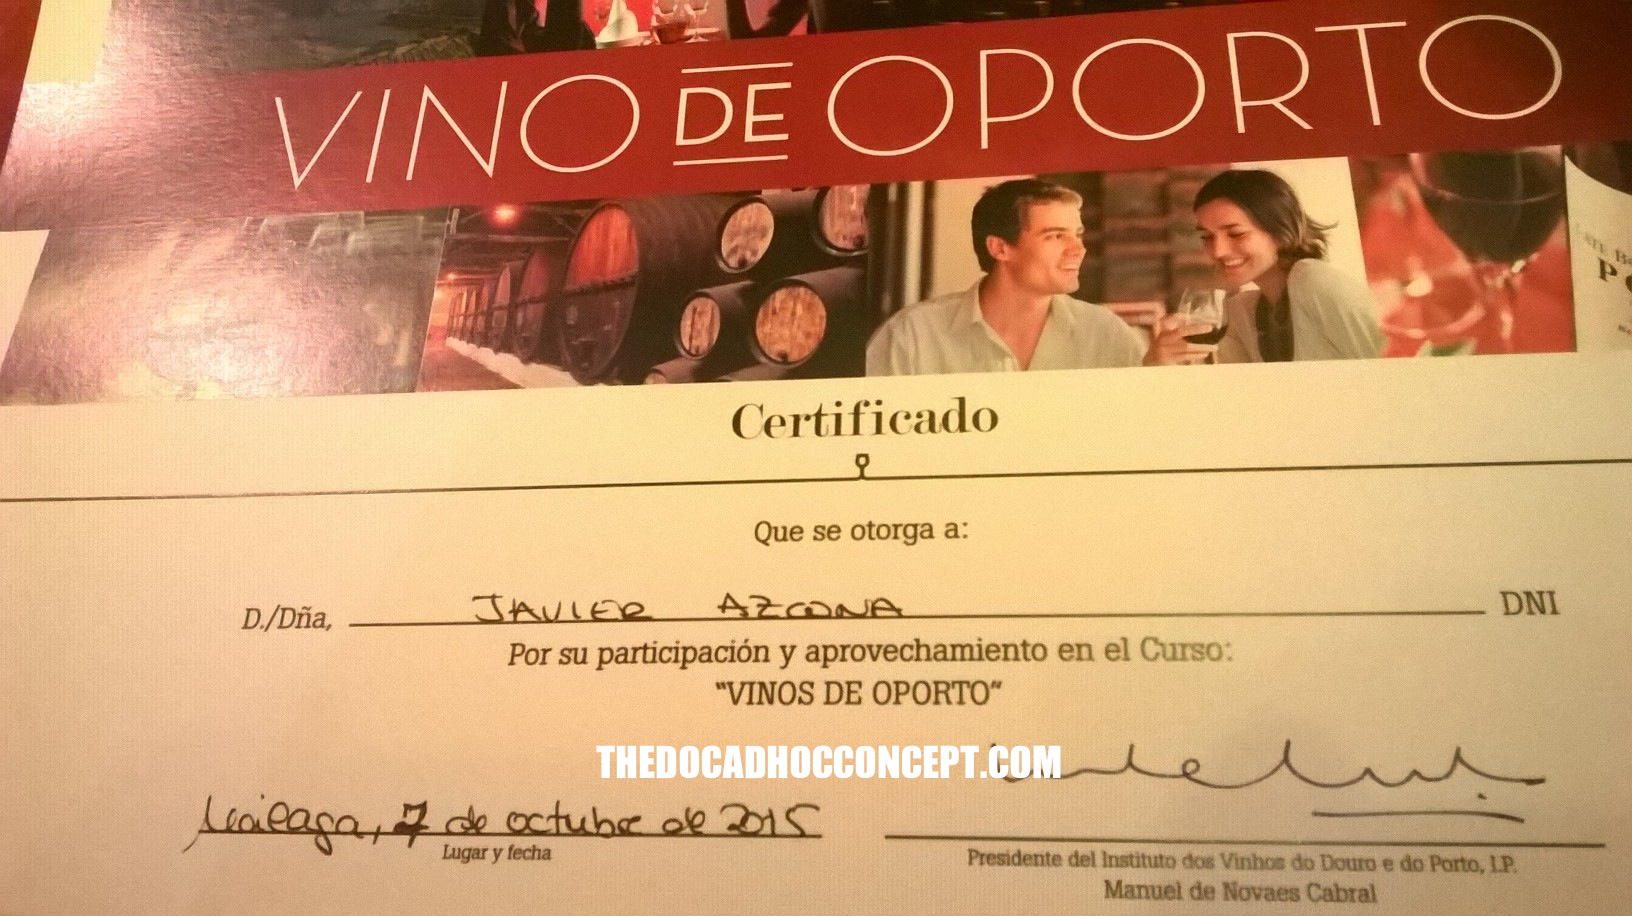 VINO DE OPORTO
Certificado
Que se otorga a:
D./Dña, JAVIER AZCONA DNI
Por su participación y aprovechamiento en el Curso:
"VINOS DE OPORTO"
THEDOCADHOCCONCEPT.COM
Málaga, 7 de octubre de 2015
Lugar y fecha
Presidente del Instituto dos Vinhos do Douro e do Porto, I.P.
Manuel de Novaes Cabral